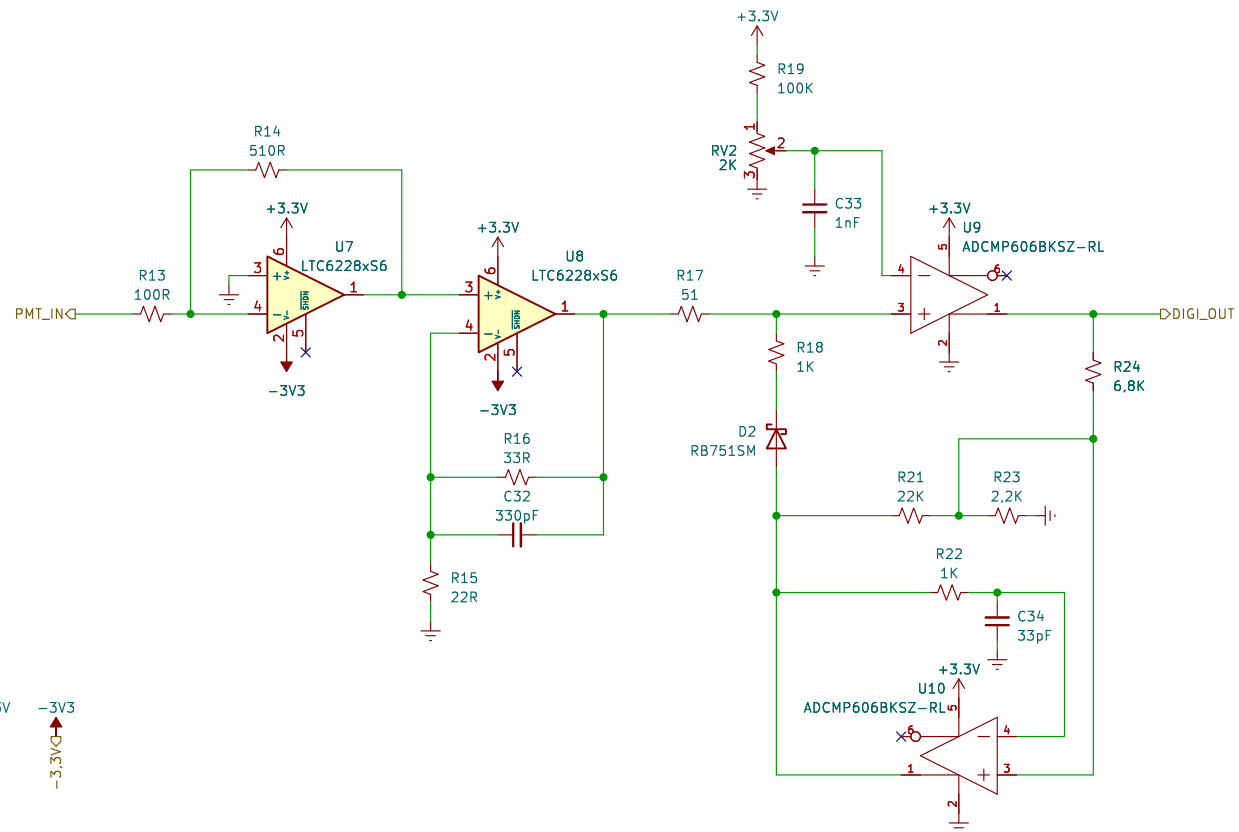 +3.3V
R19
100K
1
RV2
2K
2
3
R14
510R
+3.3V
6
U7
LTC6228xS6
3
+
V+
1
SHDN
4
V-
2
5
-3V3
R13
100R
PMT_IN
+3.3V
6
U8
LTC6228xS6
3
+
V+
1
SHDN
4
V-
2
5
-3V3
R16
33R
C32
330pF
R15
22R
R17
51
C33
1nF
+3.3V
U9
ADCMP606BKSZ-RL
5
4
6
3
1
2
DIGI_OUT
R18
1K
D2
RB751SM
R24
6,8K
R21
22K
R23
2,2K
R22
1K
C34
33pF
+3.3V
U10
ADCMP606BKSZ-RL
5
6
4
1
3
2
-3V3
-3,3V